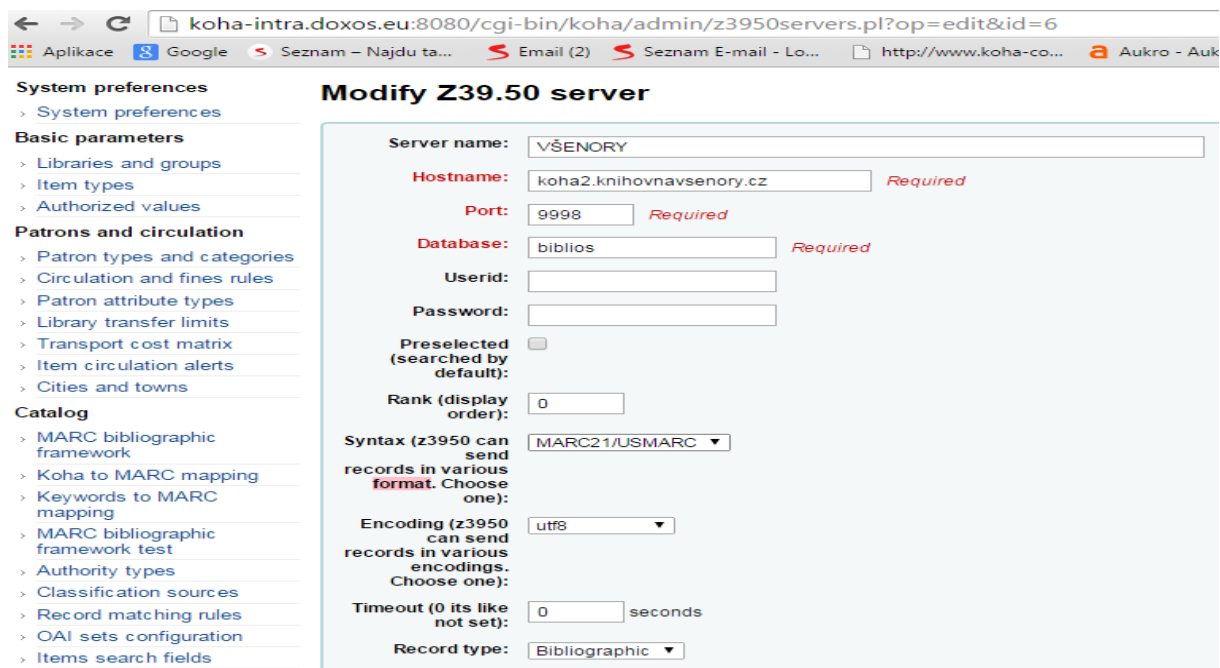 koha-intra.doxos.eu:8080/cgi-bin/koha/admin/z3950servers.pl?op=edit&id=6
Aplikace Google Seznam – Najdu ta... Email (2) Seznam E-mail - Lo... http://www.koha-co... Aukro - Auk
System preferences
System preferences
Basic parameters
Libraries and groups
Item types
Authorized values
Patrons and circulation
Patron types and categories
Circulation and fines rules
Patron attribute types
Library transfer limits
Transport cost matrix
Item circulation alerts
Cities and towns
Catalog
MARC bibliographic
framework
Koha to MARC mapping
Keywords to MARC
mapping
MARC bibliographic
framework test
Authority types
Classification sources
Record matching rules
OAI sets configuration
Items search fields
Modify Z39.50 server
Server name: VŠENORY
Hostname: koha2.knihovnavsenory.cz Required
Port: 9998 Required
Database: biblios Required
Userid:
Password:
Preselected
(searched by
default):
Rank (display
order): 0
Syntax (z3950 can MARC21/USMARC
send
records in various
format. Choose
one):
Encoding (z3950 utf8
can send
records in various
encodings.
Choose one):
Timeout (0 its like
not set): 0 seconds
Record type: Bibliographic